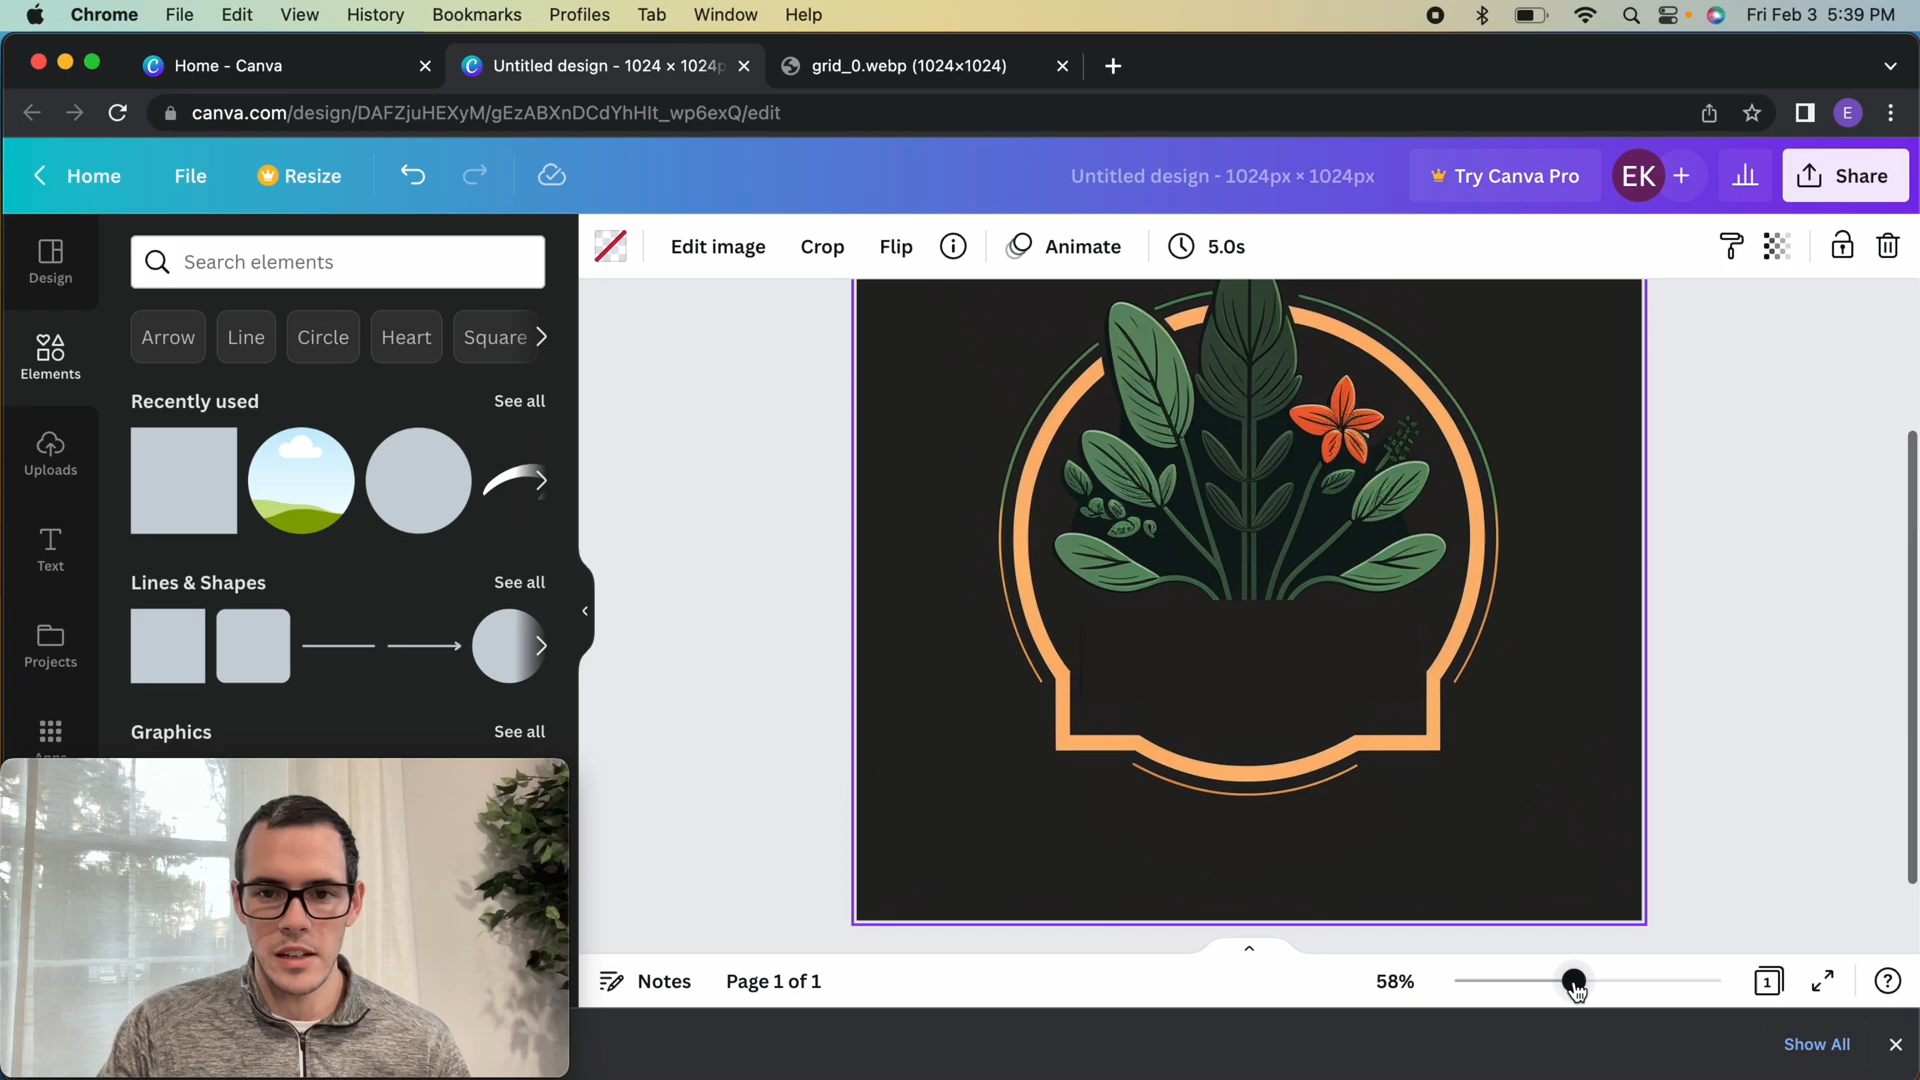 Chrome File Edit View History Bookmarks Profiles Tab Window Help Fri Feb 3 5:39 PM
Home - Canva Untitled design - 1024 × 1024p grid_0.webp (1024×1024)
canva.com/design/DAFZjuHEXyM/gEzABXnDCdYhHlt_wp6exQ/edit E
Home File Resize Untitled design - 1024px × 1024px Try Canva Pro EK + Share
Edit image Crop Flip Animate 5.0s
Design
Elements
Uploads
Text
Projects
Search elements
Arrow Line Circle Heart Square
Recently used See all
Lines & Shapes See all
Graphics See all
Notes Page 1 of 1 58% 1 ?
Show All